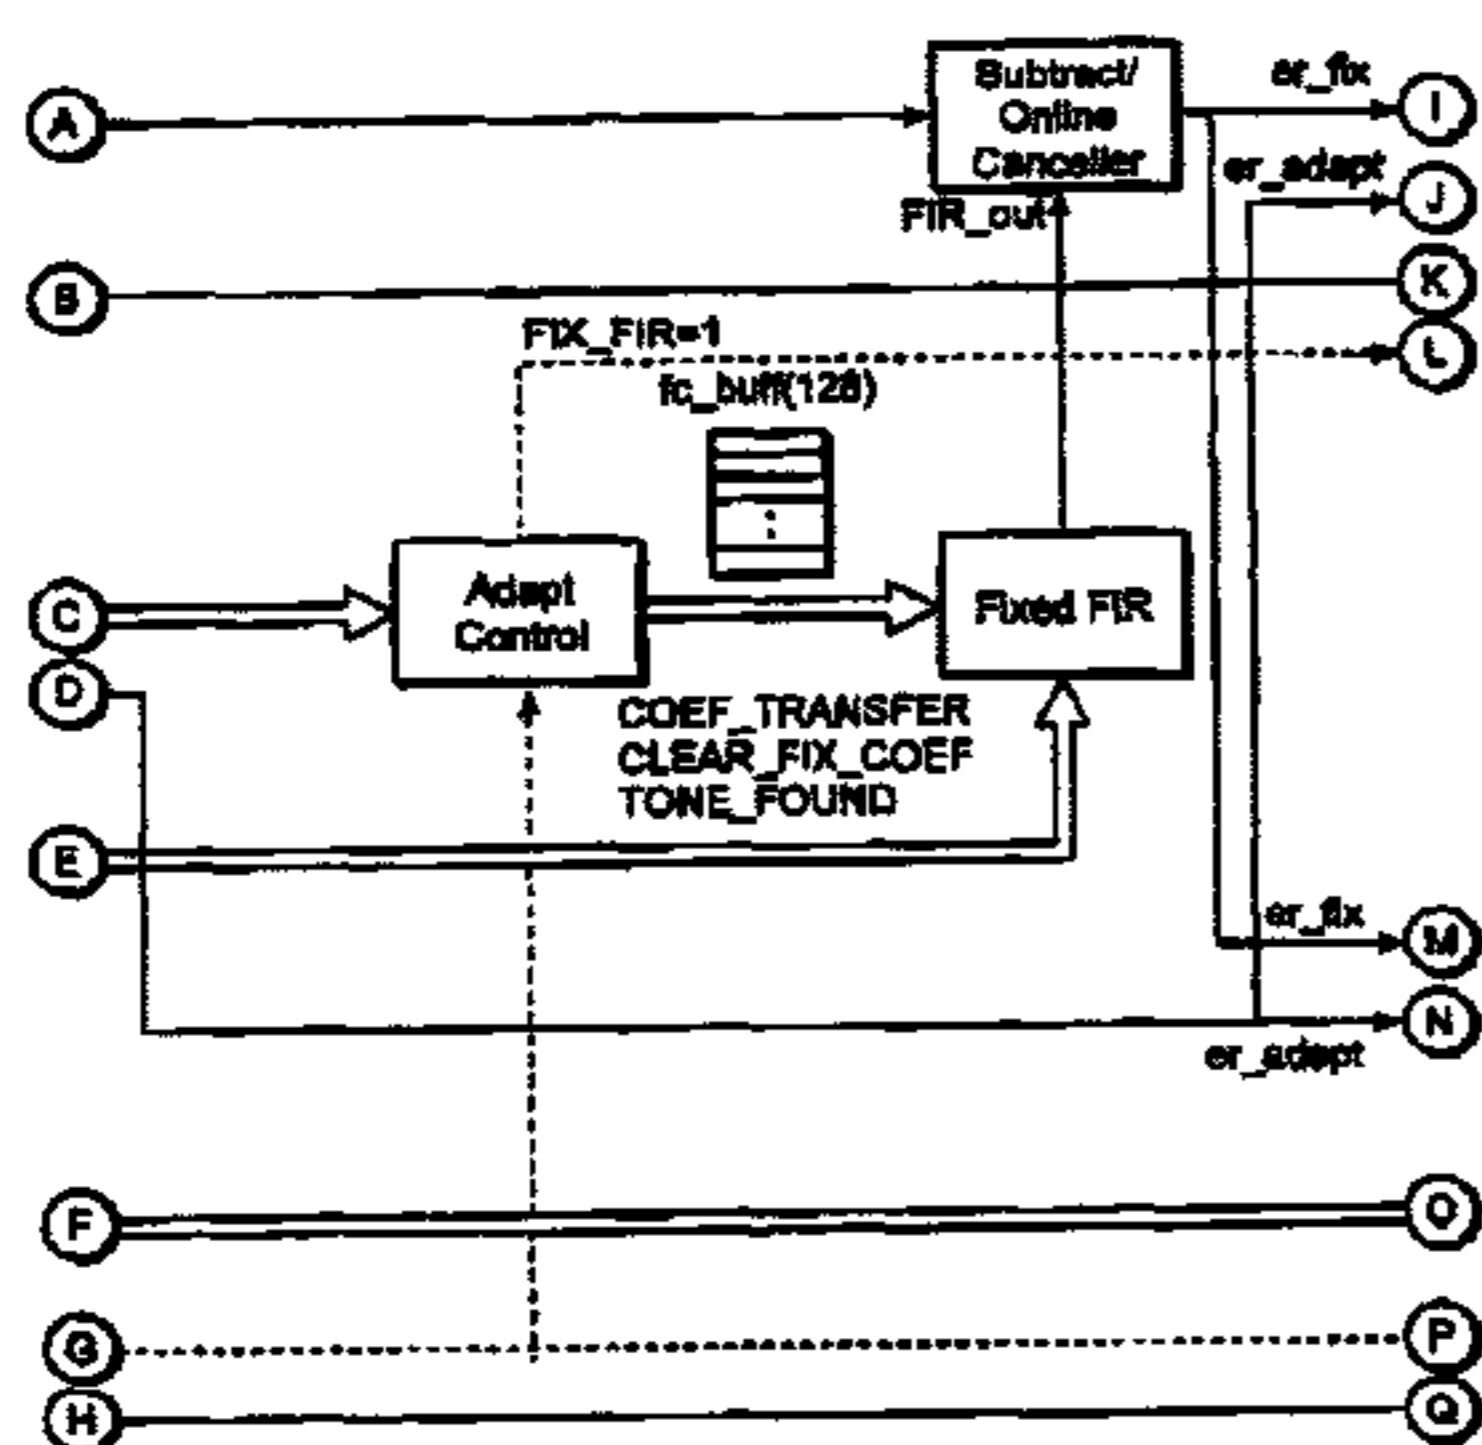 Subtract/
Online
Canceller
er_fix
A
I
er_adapt
J
FIR_out
B
K
FIX_FIR=1
L
fc_buff(128)
Adapt
Control
Fixed FIR
C
D
COEF_TRANSFER
CLEAR_FIX_COEF
TONE_FOUND
E
er_fix
M
N
er_adapt
F
O
G
P
H
Q